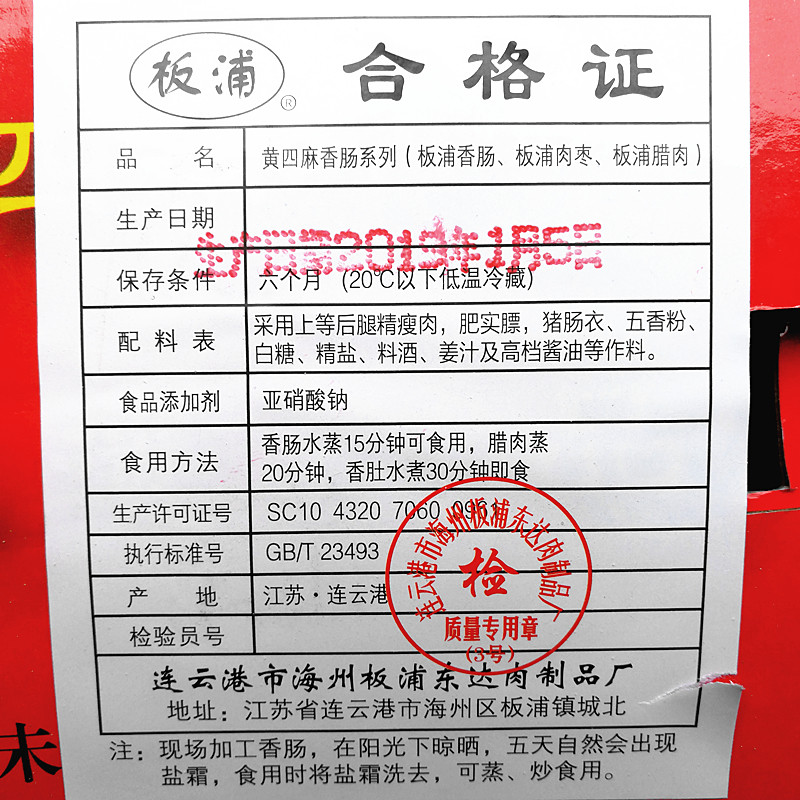 板浦® 合格证
品名 黄四麻香肠系列（板浦香肠、板浦肉枣、板浦腊肉）
生产日期
生产日期2019年1月5日
保存条件 六个月（20℃以下低温冷藏）
配料表 采用上等后腿精瘦肉，肥实膘，猪肠衣、五香粉、
白糖、精盐、料酒、姜汁及高档酱油等作料。
食品添加剂 亚硝酸钠
食用方法 香肠水蒸15分钟可食用，腊肉蒸
20分钟，香肚水煮30分钟即食
生产许可证号 SC10 4320 7060 0961
执行标准号 GB/T 23493
产地 江苏·连云港
检验员号
连云港市海州板浦东达肉制品厂
检
质量专用章
（3号）
连云港市海州板浦东达肉制品厂
地址：江苏省连云港市海州区板浦镇城北
注：现场加工香肠，在阳光下晾晒，五天自然会出现
盐霜，食用时将盐霜洗去，可蒸、炒食用。
未